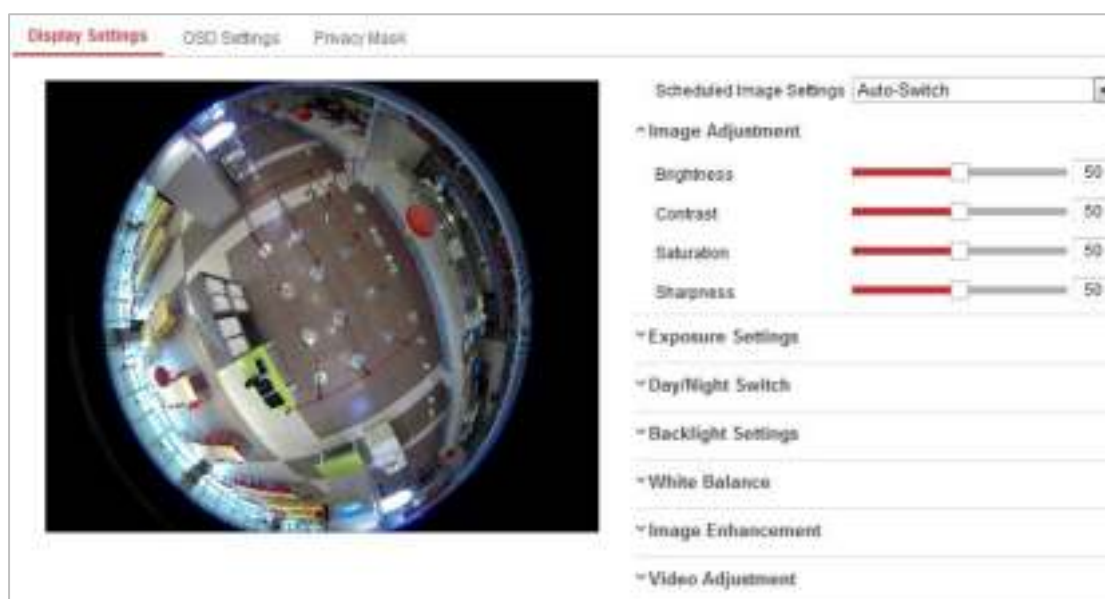 Display Settings OSD Settings Privacy Mask
Scheduled Image Settings Auto-Switch
Image Adjustment
Brightness 50
Contrast 50
Saturation 50
Sharpness 50
Exposure Settings
Day/Night Switch
Backlight Settings
White Balance
Image Enhancement
Video Adjustment